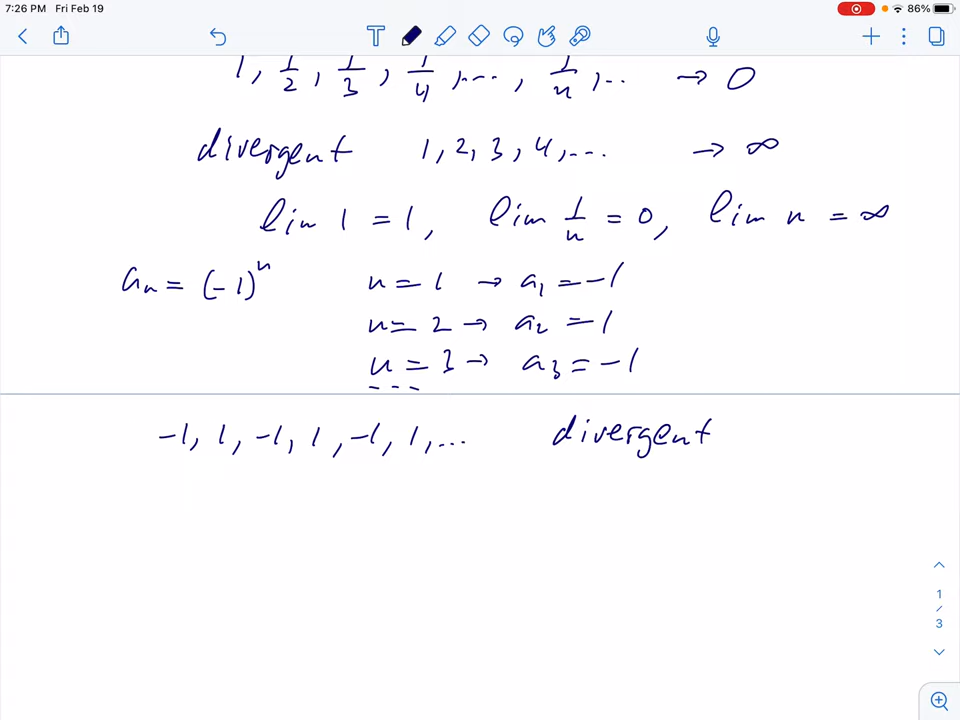 7:26 PM Fri Feb 19 86%
1, 1/2, 1/3, 1/4, ..., 1/n, .. → 0
divergent 1, 2, 3, 4, ... → ∞
lim 1 = 1, lim 1/n = 0, lim n = ∞
aₙ = (-1)ⁿ n = 1 → a₁ = -1
n = 2 → a₂ = 1
n = 3 → a₃ = -1
---
-1, 1, -1, 1, -1, 1, ... divergent
1
/
3